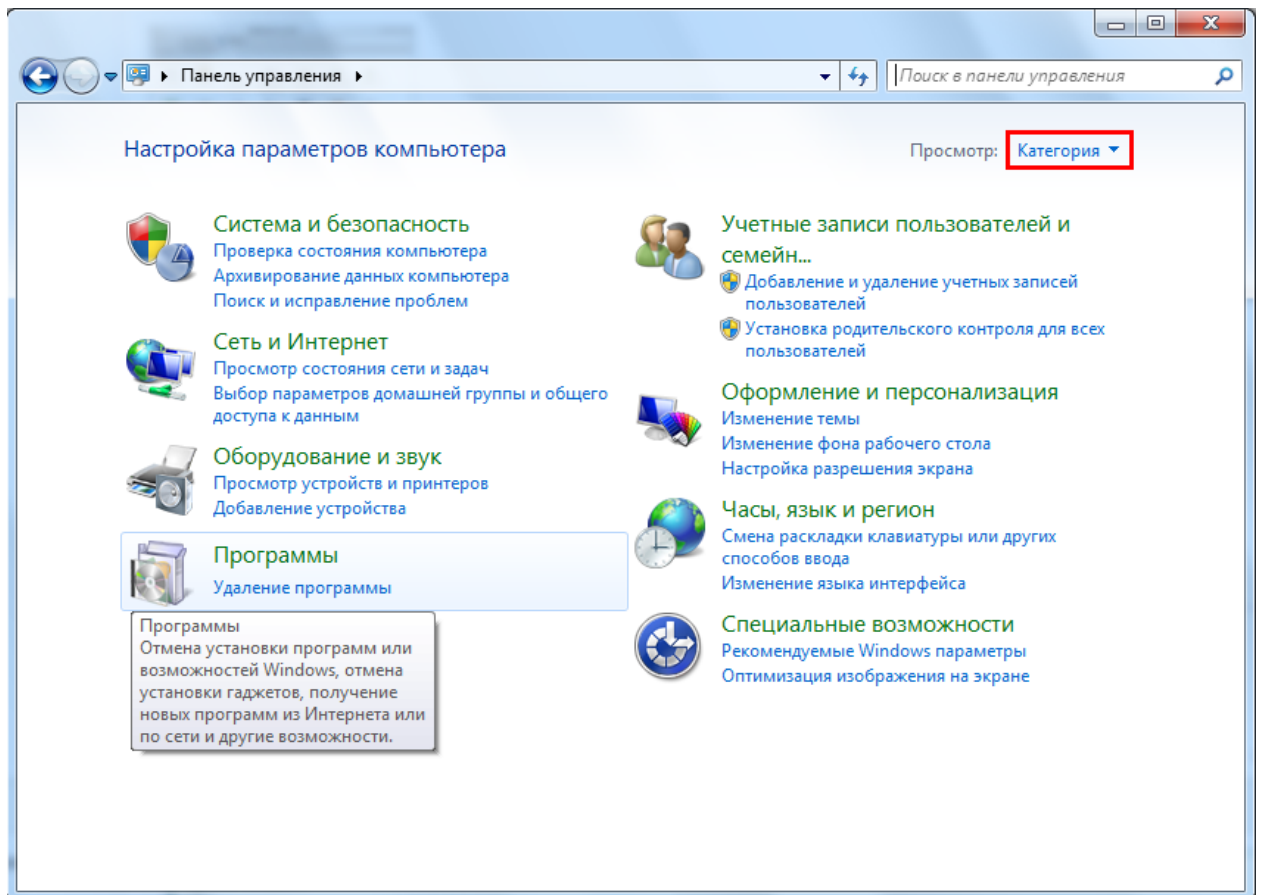 Панель управления
Поиск в панели управления
Настройка параметров компьютера
Просмотр: Категория
Система и безопасность
Проверка состояния компьютера
Архивирование данных компьютера
Поиск и исправление проблем
Сеть и Интернет
Просмотр состояния сети и задач
Выбор параметров домашней группы и общего
доступа к данным
Оборудование и звук
Просмотр устройств и принтеров
Добавление устройства
Программы
Удаление программы
Программы
Отмена установки программ или
возможностей Windows, отмена
установки гаджетов, получение
новых программ из Интернета или
по сети и другие возможности.
Учетные записи пользователей и
семейн...
Добавление и удаление учетных записей
пользователей
Установка родительского контроля для всех
пользователей
Оформление и персонализация
Изменение темы
Изменение фона рабочего стола
Настройка разрешения экрана
Часы, язык и регион
Смена раскладки клавиатуры или других
способов ввода
Изменение языка интерфейса
Специальные возможности
Рекомендуемые Windows параметры
Оптимизация изображения на экране